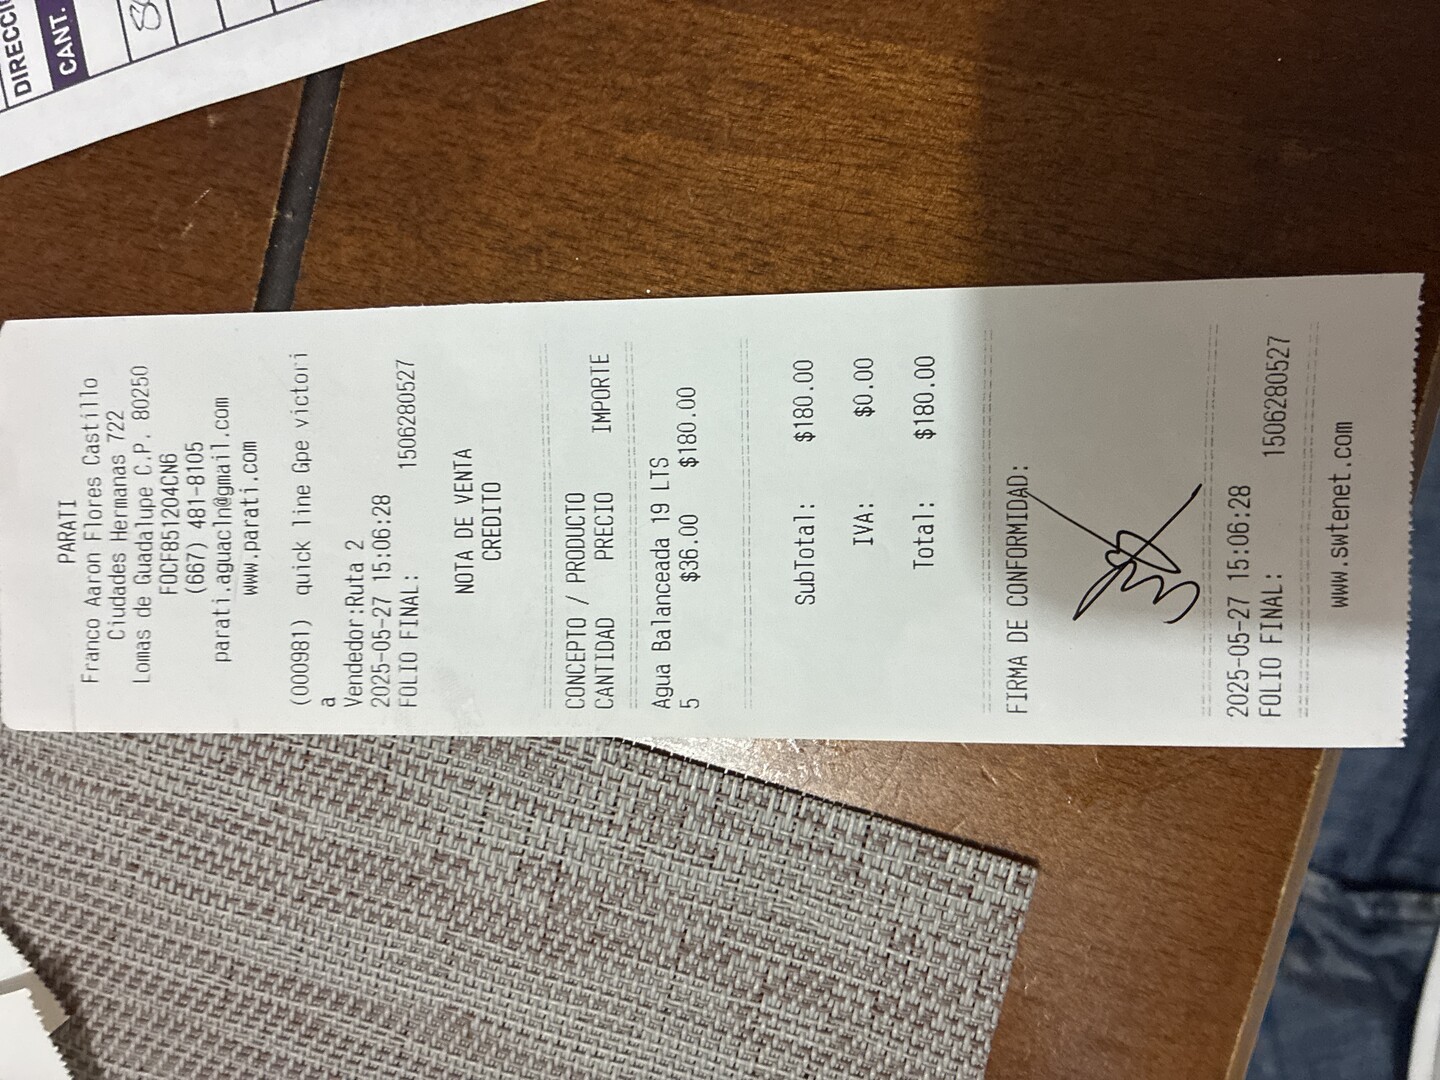 DIRECCI
CANT.
PARATI
Franco Aaron Flores Castillo
Ciudades Hermanas 722
Lomas de Guadalupe C.P. 80250
FOCF851204CN6
(667) 481-8105
parati.aguacln@gmail.com
www.parati.com
(000981) quick line Gpe victori
a
Vendedor:Ruta 2
2025-05-27 15:06:28
FOLIO FINAL: 1506280527
NOTA DE VENTA
CREDITO
CONCEPTO / PRODUCTO
CANTIDAD PRECIO IMPORTE
Agua Balanceada 19 LTS
5 $36.00 $180.00
SubTotal: $180.00
IVA: $0.00
Total: $180.00
FIRMA DE CONFORMIDAD:
2025-05-27 15:06:28
FOLIO FINAL: 1506280527
www.swtenet.com